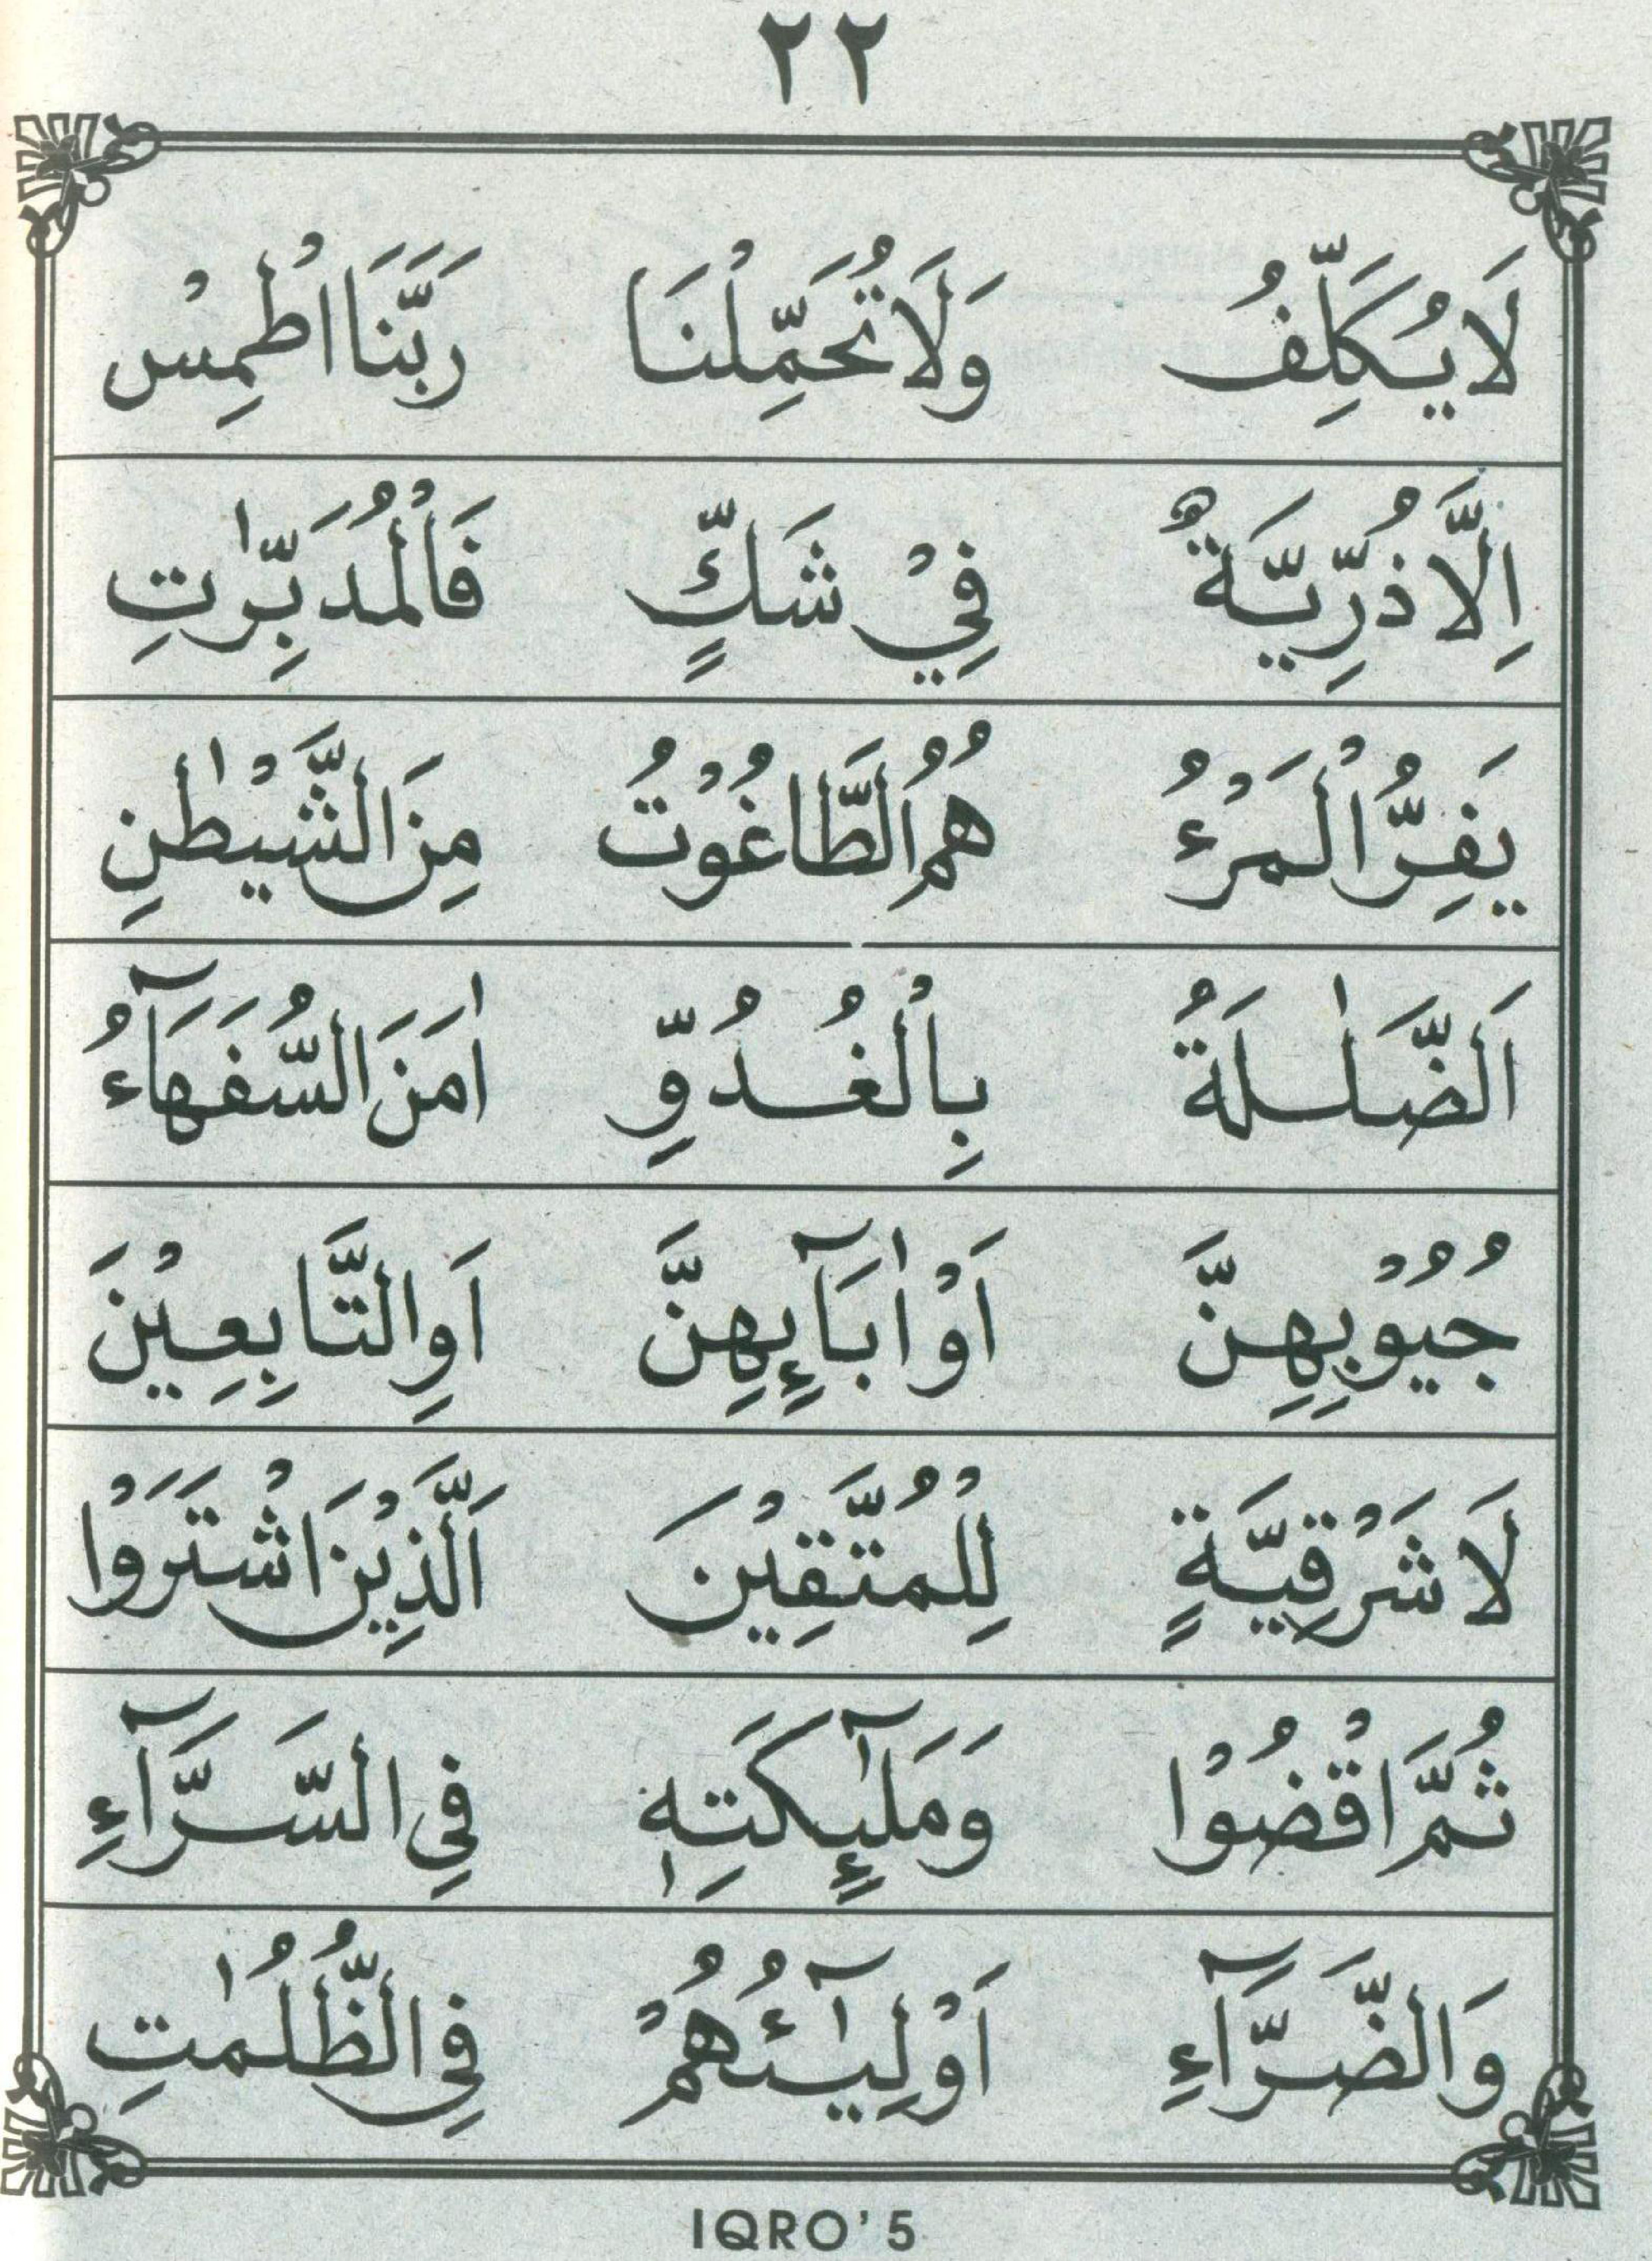 ٢٢
لَا يُكَلِّفُ وَلَا تُحَمِّلْنَا رَبَّنَا اطْمِسْ
اِلَّا ذُرِّيَّةٌ فِيْ شَكٍّ فَالْمُدَبِّرٰتِ
يَفِرُّ الْمَرْءُ هُمُ الطَّاغُوْتُ مِنَ الشَّيْطٰنِ
اَلضَّلٰلَةُ بِالْغُدُوِّ اٰمَنَ السُّفَهَآءُ
جُيُوْبِهِنَّ اَوْ اٰبَآئِهِنَّ اَوِ التَّابِعِيْنَ
لَا شَرْقِيَّةٍ لِلْمُتَّقِيْنَ اَلَّذِيْنَ اشْتَرَوْا
ثُمَّ اقْضُوْا وَمَلٰٓئِكَتِهٖ فِى السَّرَّآءِ
وَالضَّرَّآءِ اَوْلِيٰٓـُٔهُمْ فِى الظُّلُمٰتِ
IQRO'5